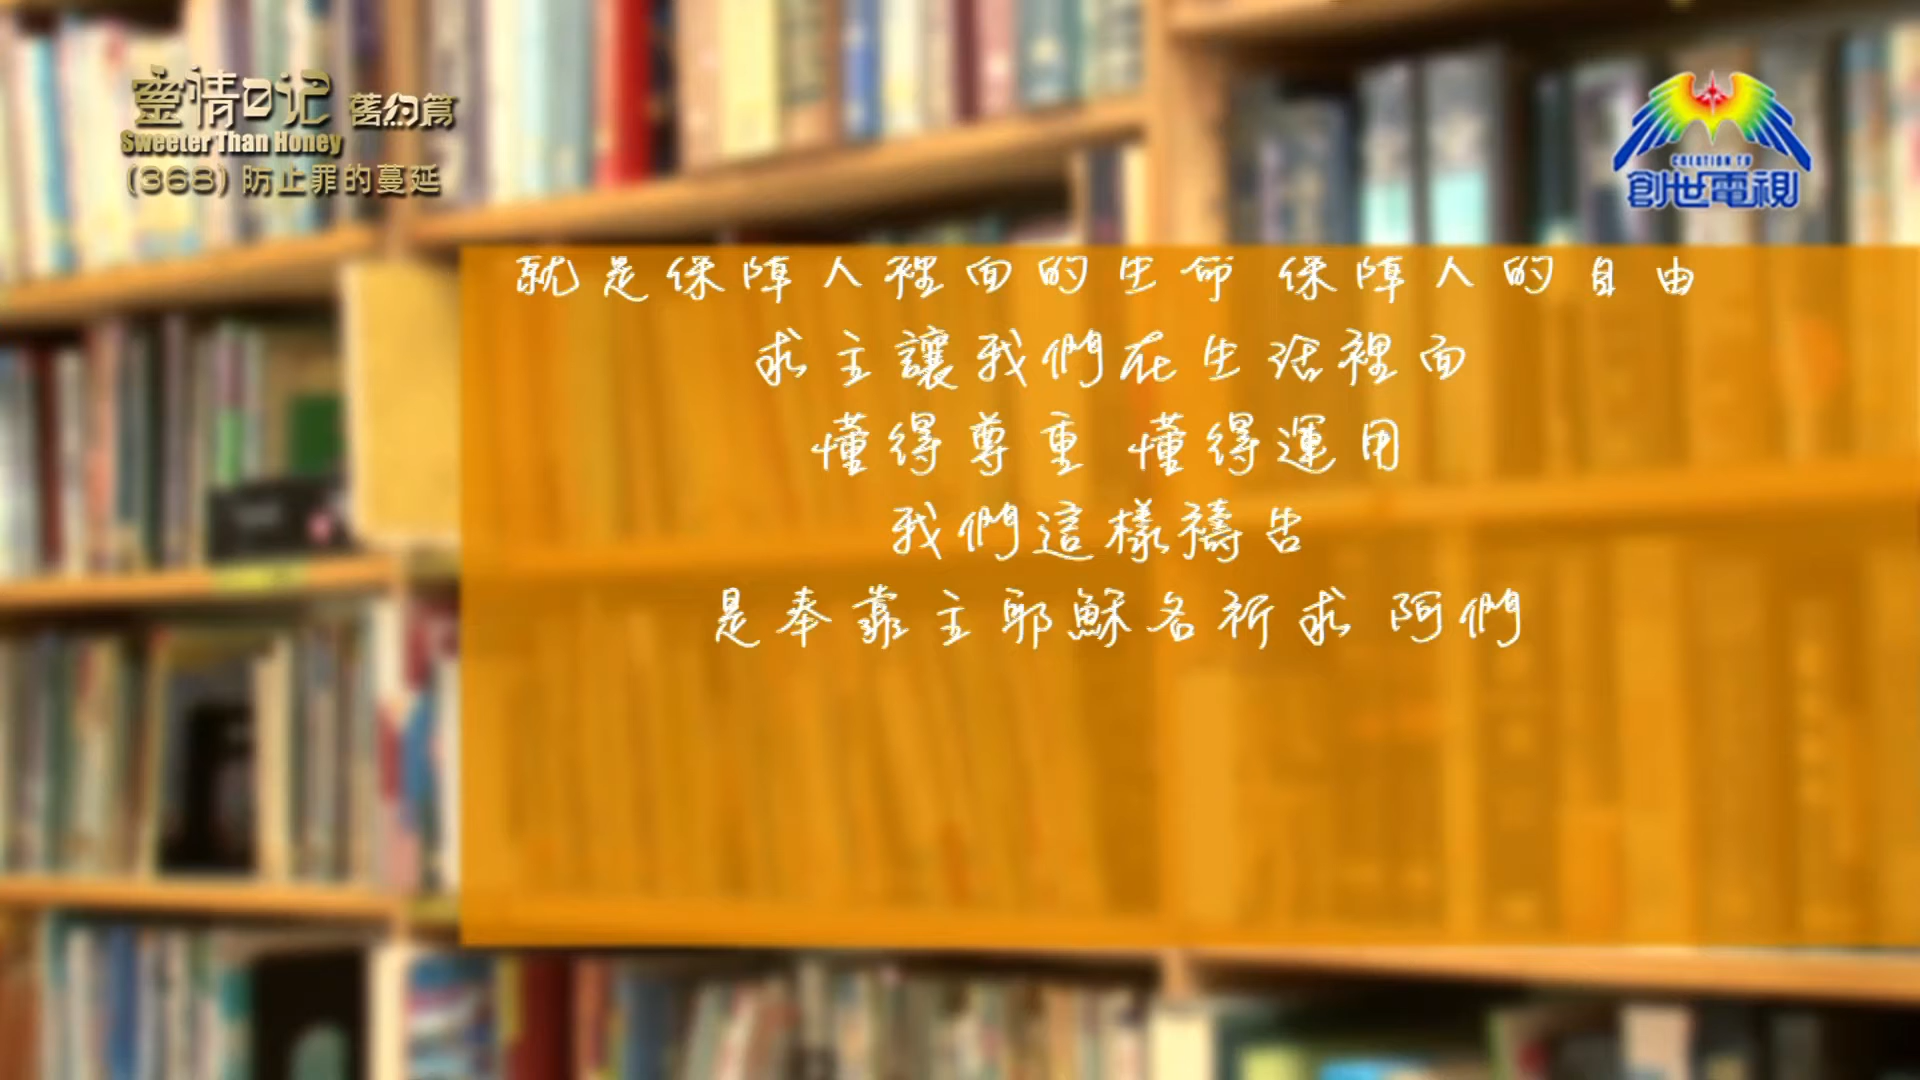 靈情日记 舊約篇
Sweeter Than Honey
(368) 防止罪的蔓延
CREATION TV
創世電視
就是保障人裡面的生命 保障人的自由
求主讓我們在生活裡面
懂得尊重 懂得運用
我們這樣禱告
是奉靠主耶穌名祈求 阿們